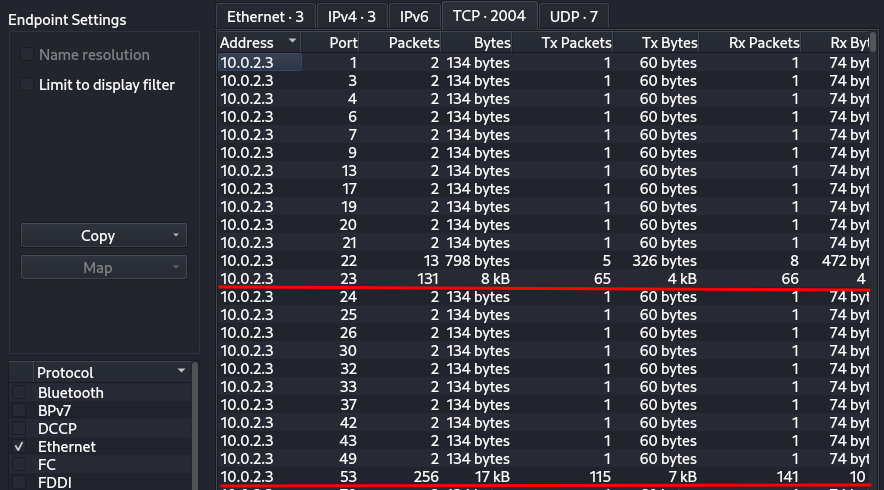 Endpoint Settings
Name resolution
Limit to display filter
Copy
Map
Protocol
Bluetooth
BPv7
DCCP
Ethernet
FC
FDDI
Ethernet · 3 IPv4 · 3 IPv6 TCP · 2004 UDP · 7
Address Port Packets Bytes Tx Packets Tx Bytes Rx Packets Rx Byt
10.0.2.3 1 2 134 bytes 1 60 bytes 1 74 byt
10.0.2.3 3 2 134 bytes 1 60 bytes 1 74 byt
10.0.2.3 4 2 134 bytes 1 60 bytes 1 74 byt
10.0.2.3 6 2 134 bytes 1 60 bytes 1 74 byt
10.0.2.3 7 2 134 bytes 1 60 bytes 1 74 byt
10.0.2.3 9 2 134 bytes 1 60 bytes 1 74 byt
10.0.2.3 13 2 134 bytes 1 60 bytes 1 74 byt
10.0.2.3 17 2 134 bytes 1 60 bytes 1 74 byt
10.0.2.3 19 2 134 bytes 1 60 bytes 1 74 byt
10.0.2.3 20 2 134 bytes 1 60 bytes 1 74 byt
10.0.2.3 21 2 134 bytes 1 60 bytes 1 74 byt
10.0.2.3 22 13 798 bytes 5 326 bytes 8 472 byt
10.0.2.3 23 131 8 kB 65 4 kB 66 4
10.0.2.3 24 2 134 bytes 1 60 bytes 1 74 byt
10.0.2.3 25 2 134 bytes 1 60 bytes 1 74 byt
10.0.2.3 26 2 134 bytes 1 60 bytes 1 74 byt
10.0.2.3 30 2 134 bytes 1 60 bytes 1 74 byt
10.0.2.3 32 2 134 bytes 1 60 bytes 1 74 byt
10.0.2.3 33 2 134 bytes 1 60 bytes 1 74 byt
10.0.2.3 37 2 134 bytes 1 60 bytes 1 74 byt
10.0.2.3 42 2 134 bytes 1 60 bytes 1 74 byt
10.0.2.3 43 2 134 bytes 1 60 bytes 1 74 byt
10.0.2.3 49 2 134 bytes 1 60 bytes 1 74 byt
10.0.2.3 53 256 17 kB 115 7 kB 141 10